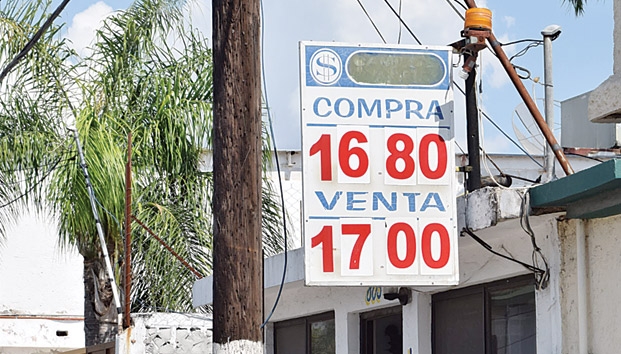 $
COMPRA
16 80
VENTA
17 00